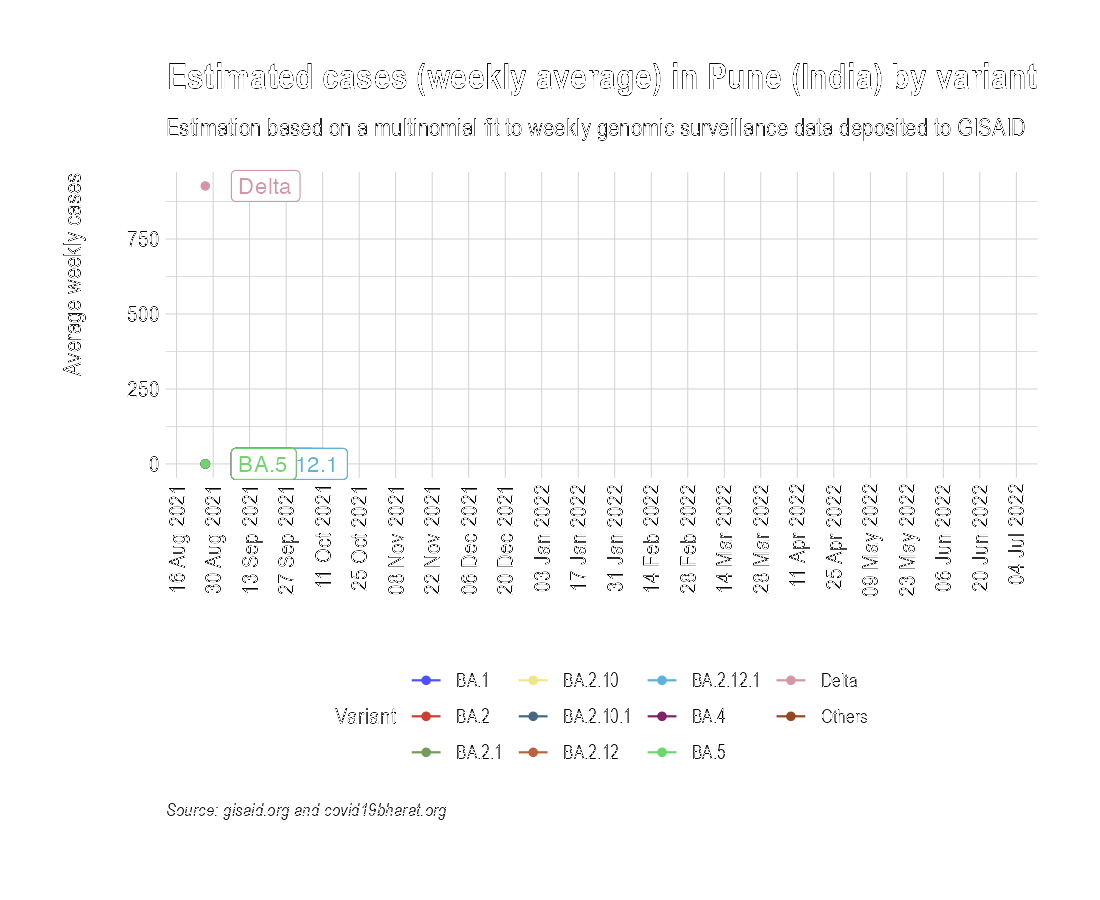 Estimated cases (weekly average) in Pune (India) by variant
Estimation based on a multinomial fit to weekly genomic surveillance data deposited to GISAID
Average weekly cases
Delta
750
500
250
0
BA.5
12.1
16 Aug 2021
30 Aug 2021
13 Sep 2021
27 Sep 2021
11 Oct 2021
25 Oct 2021
08 Nov 2021
22 Nov 2021
06 Dec 2021
20 Dec 2021
03 Jan 2022
17 Jan 2022
31 Jan 2022
14 Feb 2022
28 Feb 2022
14 Mar 2022
28 Mar 2022
11 Apr 2022
25 Apr 2022
09 May 2022
23 May 2022
06 Jun 2022
20 Jun 2022
04 Jul 2022
Variant
BA.1
BA.2
BA.2.1
BA.2.10
BA.2.10.1
BA.2.12
BA.2.12.1
BA.4
BA.5
Delta
Others
Source: gisaid.org and covid19bharat.org